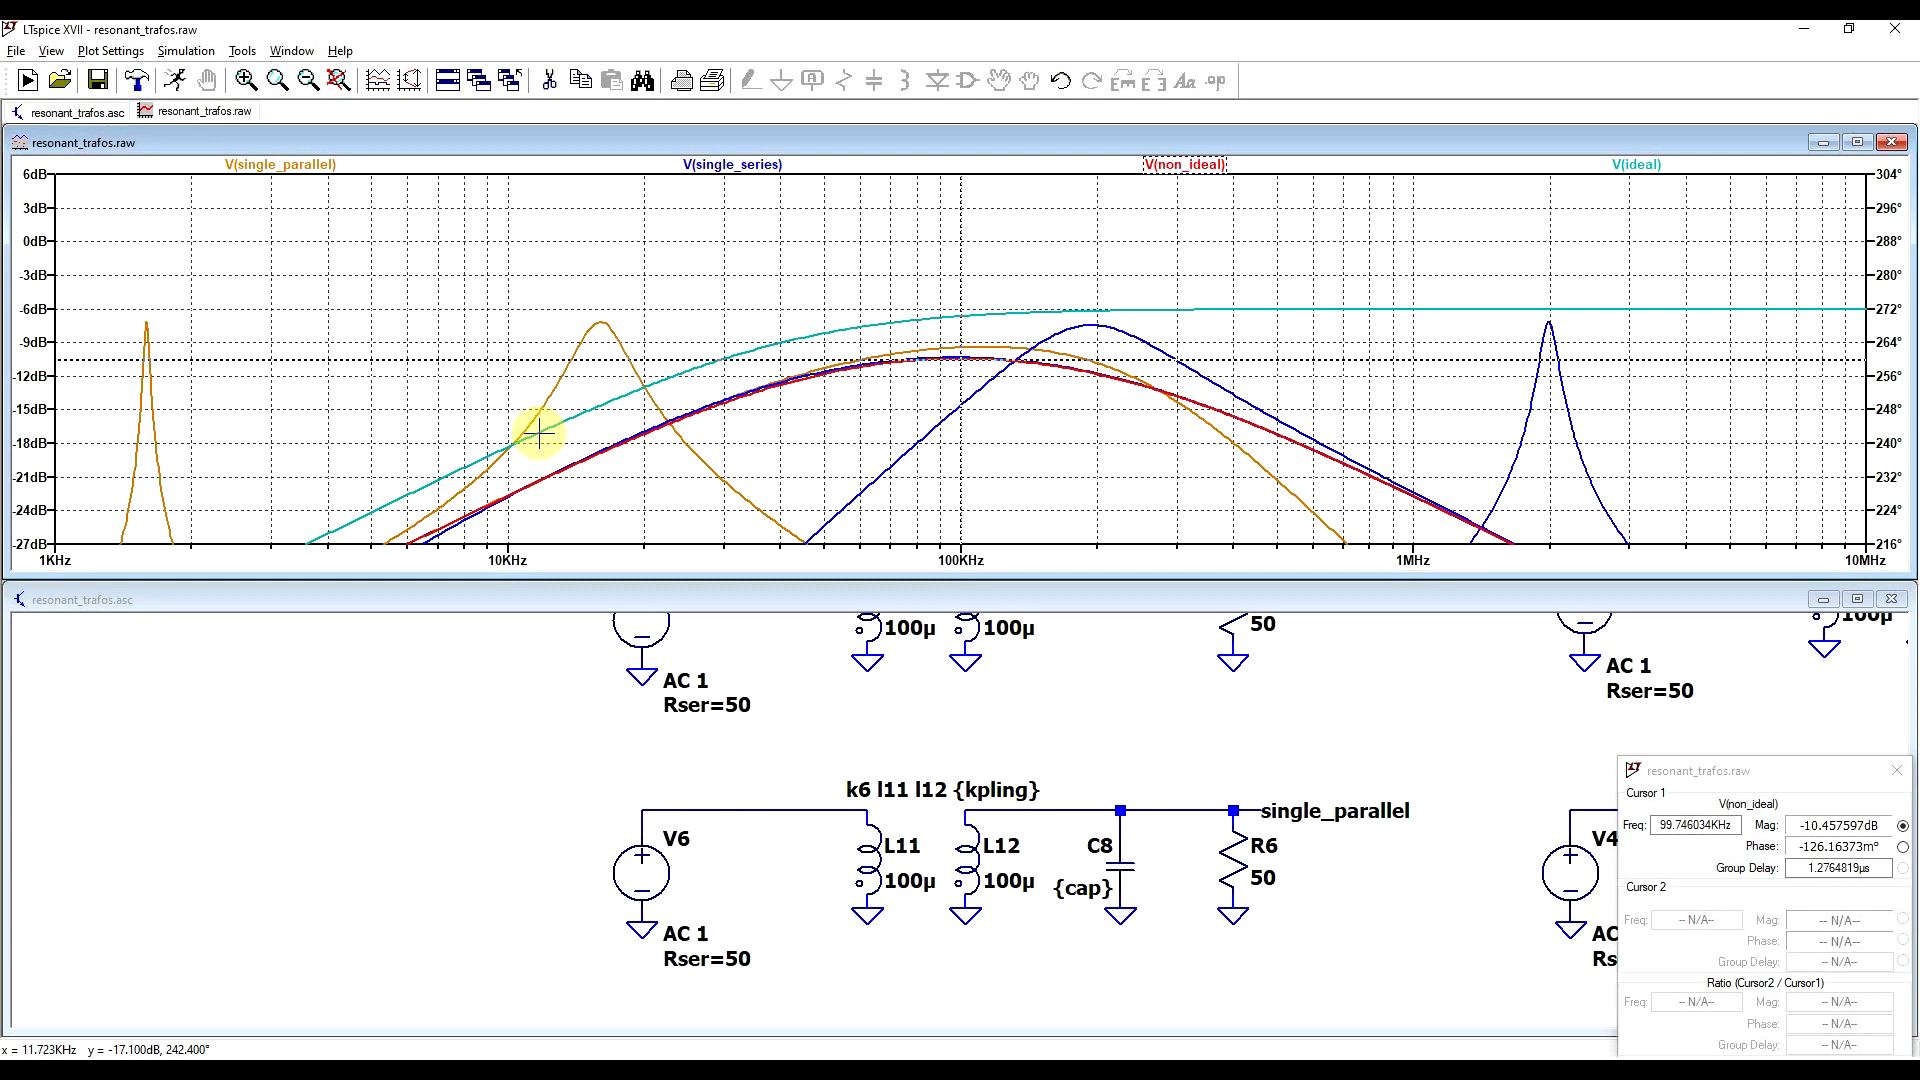 LTspice XVII - resonant_trafos.raw
File View Plot Settings Simulation Tools Window Help
resonant_trafos.asc resonant_trafos.raw
resonant_trafos.raw
V(single_parallel) V(single_series) V(non_ideal) V(ideal)
6dB 304°
3dB 296°
0dB 288°
-3dB 280°
-6dB 272°
-9dB 264°
-12dB 256°
-15dB 248°
-18dB 240°
-21dB 232°
-24dB 224°
-27dB 216°
1KHz 10KHz 100KHz 1MHz 10MHz
resonant_trafos.asc
100µ 100µ 50 100µ
AC 1 AC 1
Rser=50 Rser=50
k6 l11 l12 {kpling}
single_parallel
V6 L11 L12 C8 R6 V4
100µ 100µ {cap} 50
AC 1 AC
Rser=50 Rs
resonant_trafos.raw
Cursor 1
V(non_ideal)
Freq: 99.746034KHz Mag: -10.457597dB
Phase: -126.16373m°
Group Delay: 1.2764819µs
Cursor 2
Freq: -- N/A-- Mag: -- N/A--
Phase: -- N/A--
Group Delay: -- N/A--
Ratio (Cursor2 / Cursor1)
Freq: -- N/A-- Mag: -- N/A--
Phase: -- N/A--
Group Delay: -- N/A--
x = 11.723KHz y = -17.100dB, 242.400°